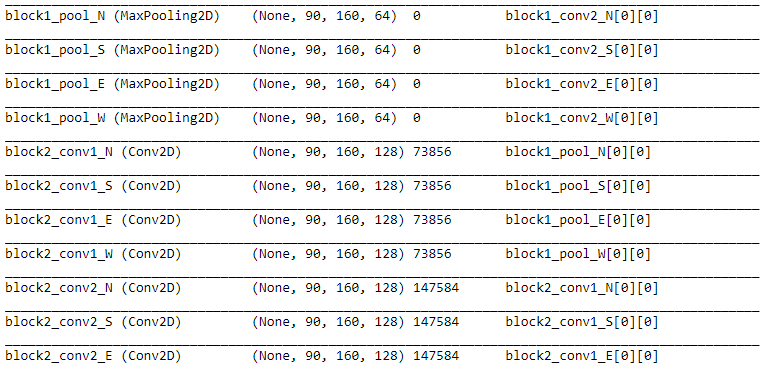 block1_pool_N (MaxPooling2D) (None, 90, 160, 64) 0 block1_conv2_N[0][0]
block1_pool_S (MaxPooling2D) (None, 90, 160, 64) 0 block1_conv2_S[0][0]
block1_pool_E (MaxPooling2D) (None, 90, 160, 64) 0 block1_conv2_E[0][0]
block1_pool_W (MaxPooling2D) (None, 90, 160, 64) 0 block1_conv2_W[0][0]
block2_conv1_N (Conv2D) (None, 90, 160, 128) 73856 block1_pool_N[0][0]
block2_conv1_S (Conv2D) (None, 90, 160, 128) 73856 block1_pool_S[0][0]
block2_conv1_E (Conv2D) (None, 90, 160, 128) 73856 block1_pool_E[0][0]
block2_conv1_W (Conv2D) (None, 90, 160, 128) 73856 block1_pool_W[0][0]
block2_conv2_N (Conv2D) (None, 90, 160, 128) 147584 block2_conv1_N[0][0]
block2_conv2_S (Conv2D) (None, 90, 160, 128) 147584 block2_conv1_S[0][0]
block2_conv2_E (Conv2D) (None, 90, 160, 128) 147584 block2_conv1_E[0][0]